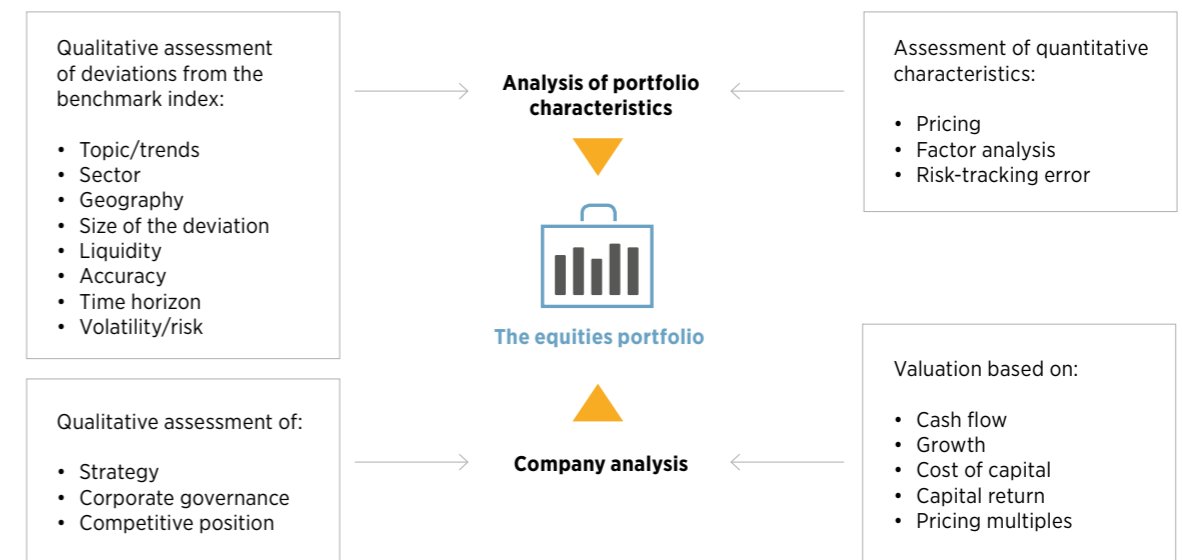 Qualitative assessment
of deviations from the
benchmark index:
• Topic/trends
• Sector
• Geography
• Size of the deviation
• Liquidity
• Accuracy
• Time horizon
• Volatility/risk
Analysis of portfolio
characteristics
Assessment of quantitative
characteristics:
• Pricing
• Factor analysis
• Risk-tracking error
The equities portfolio
Qualitative assessment of:
• Strategy
• Corporate governance
• Competitive position
Company analysis
Valuation based on:
• Cash flow
• Growth
• Cost of capital
• Capital return
• Pricing multiples